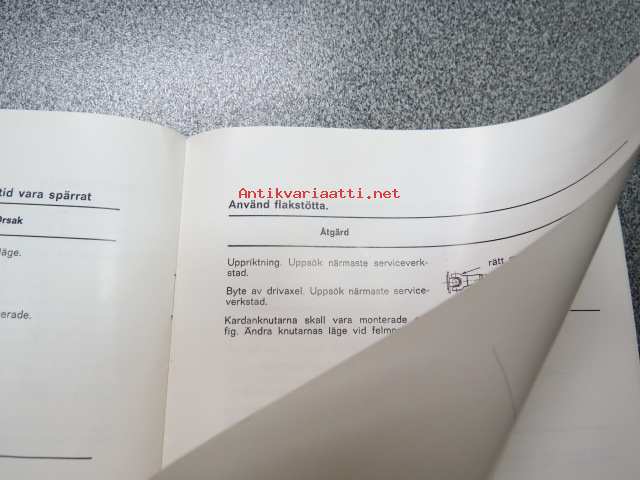 tid vara spärrat
Orsak
läge.
erade.
Antikvariaatti.net
Använd flakstötta.
Åtgärd
Uppriktning. Uppsök närmaste serviceverk-
stad.
rätt
Byte av drivaxel. Uppsök närmaste service-
verkstad.
Kardanknutarna skall vara monterade
fig. Ändra knutarnas läge vid